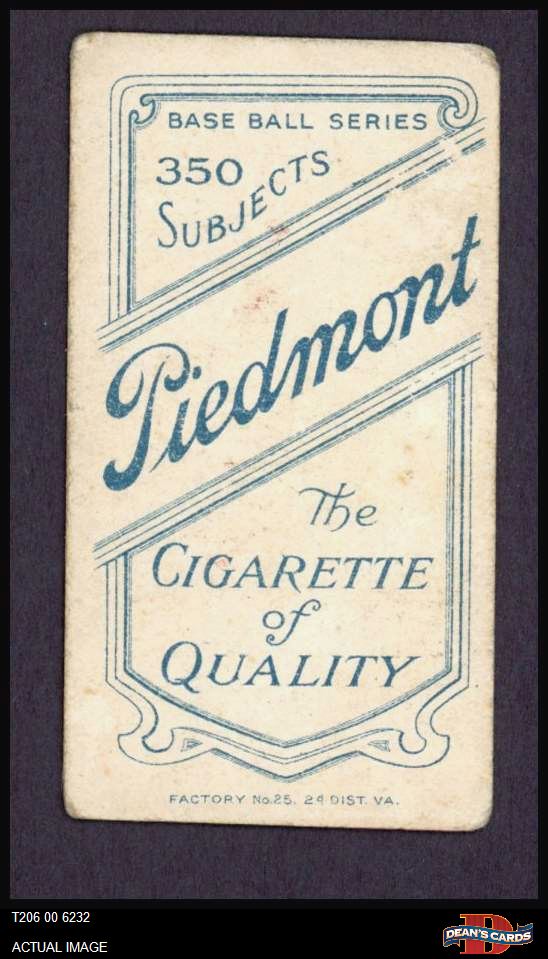 BASE BALL SERIES
350
SUBJECTS
Piedmont
The
CIGARETTE
of
QUALITY
FACTORY No.25. 2d DIST. VA.
T206 00 6232
ACTUAL IMAGE
D
DEAN'S CARDS